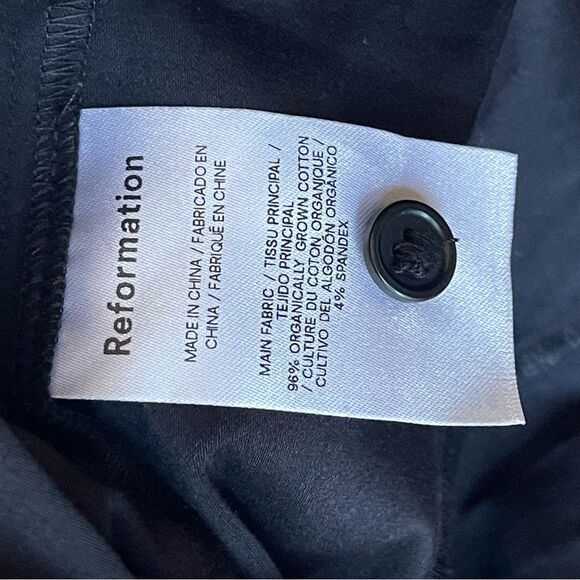 Reformation
MADE IN CHINA / FABRICADO EN
CHINA / FABRIQUÉ EN CHINE
MAIN FABRIC / TISSU PRINCIPAL /
TEJIDO PRINCIPAL
96% ORGANICALLY GROWN COTTON
/ CULTURE DU COTON ORGANIQUE /
CULTIVO DEL ALGODÓN ORGÁNICO
4% SPANDEX